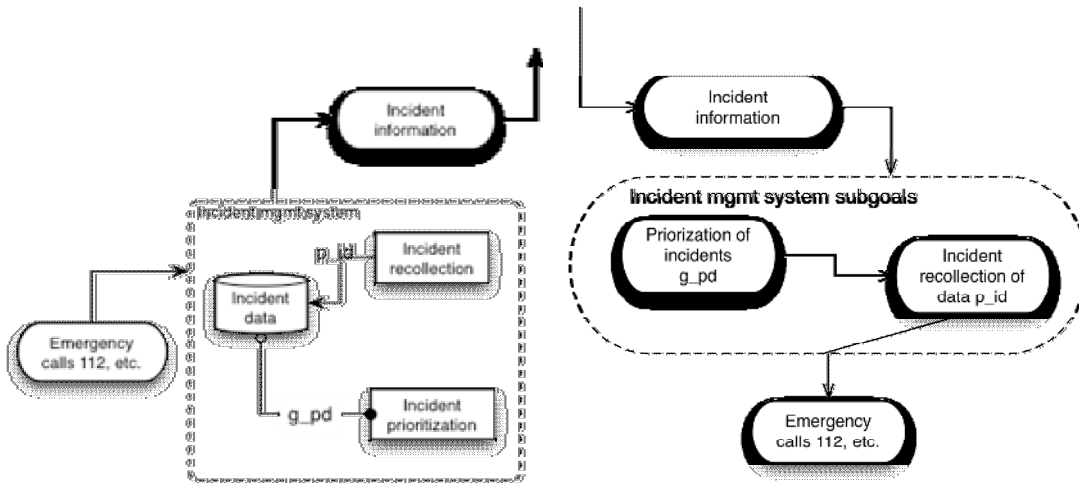 Incident
information
Incident mgmt system
p_id
Incident
recollection
Incident
data
Emergency
calls 112, etc.
g_pd
Incident
prioritization
Incident
information
Incident mgmt system subgoals
Priorization of
incidents
g_pd
Incident
recollection of
data p_id
Emergency
calls 112, etc.